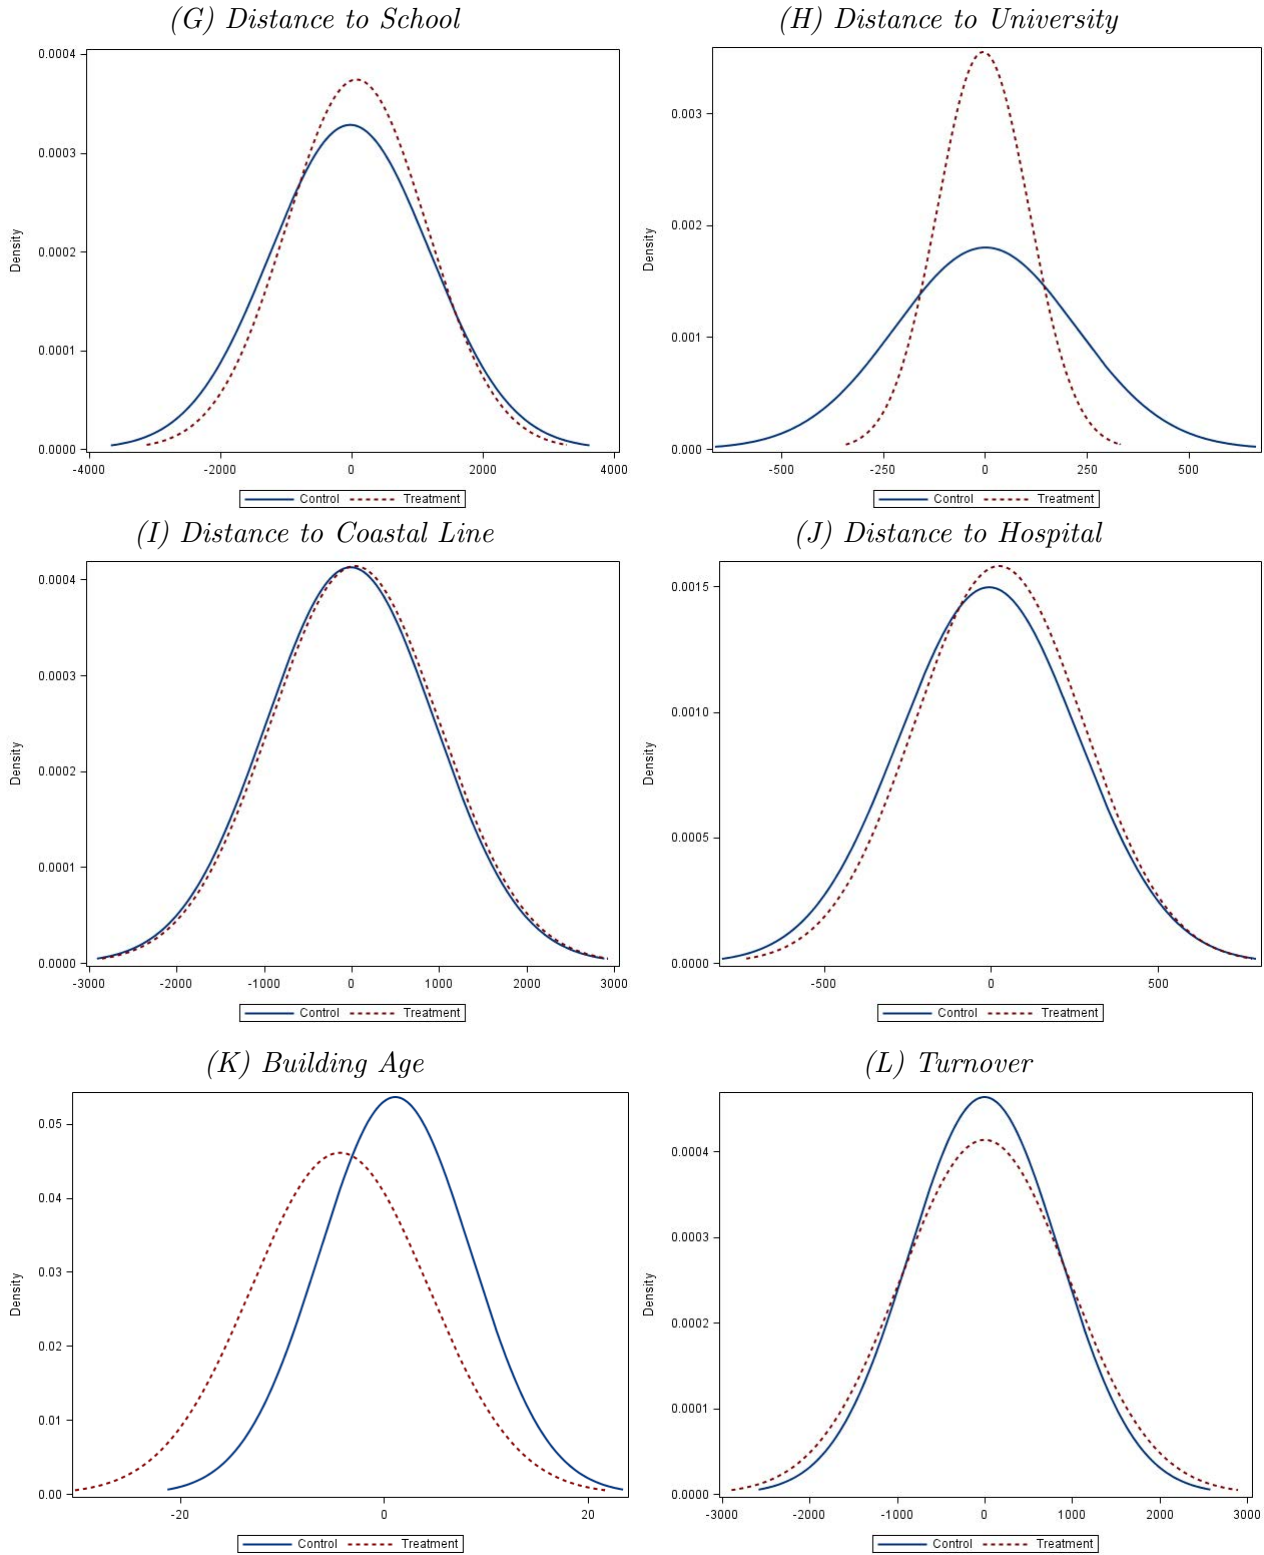 (G) Distance to School
0.0004
0.0003
0.0002
0.0001
0.0000
Density
-4000 -2000 0 2000 4000
Control Treatment
(H) Distance to University
0.003
0.002
0.001
0.000
Density
-500 -250 0 250 500
Control Treatment
(I) Distance to Coastal Line
0.0004
0.0003
0.0002
0.0001
0.0000
Density
-3000 -2000 -1000 0 1000 2000 3000
Control Treatment
(J) Distance to Hospital
0.0015
0.0010
0.0005
0.0000
Density
-500 0 500
Control Treatment
(K) Building Age
0.05
0.04
0.03
0.02
0.01
0.00
Density
-20 0 20
Control Treatment
(L) Turnover
0.0004
0.0003
0.0002
0.0001
0.0000
Density
-3000 -2000 -1000 0 1000 2000 3000
Control Treatment